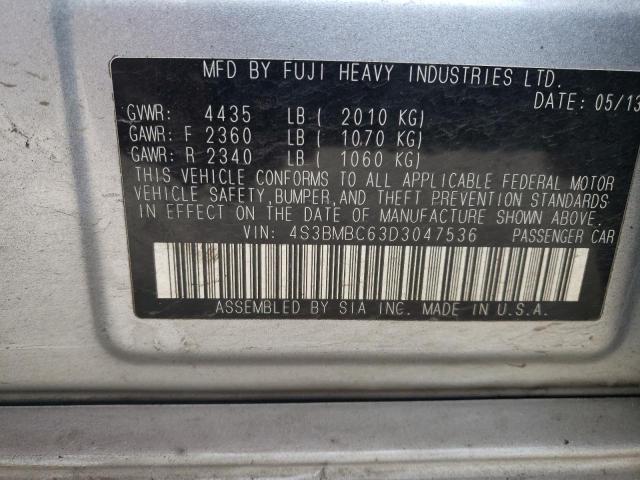 MFD BY FUJI HEAVY INDUSTRIES LTD.
DATE: 05/13
GVWR: 4435 LB ( 2010 KG)
GAWR: F 2360 LB ( 1070 KG)
GAWR: R 2340 LB ( 1060 KG)
THIS VEHICLE CONFORMS TO ALL APPLICABLE FEDERAL MOTOR
VEHICLE SAFETY, BUMPER, AND THEFT PREVENTION STANDARDS
IN EFFECT ON THE DATE OF MANUFACTURE SHOWN ABOVE.
VIN: 4S3BMBC63D3047536 PASSENGER CAR
ASSEMBLED BY SIA INC. MADE IN U.S.A.